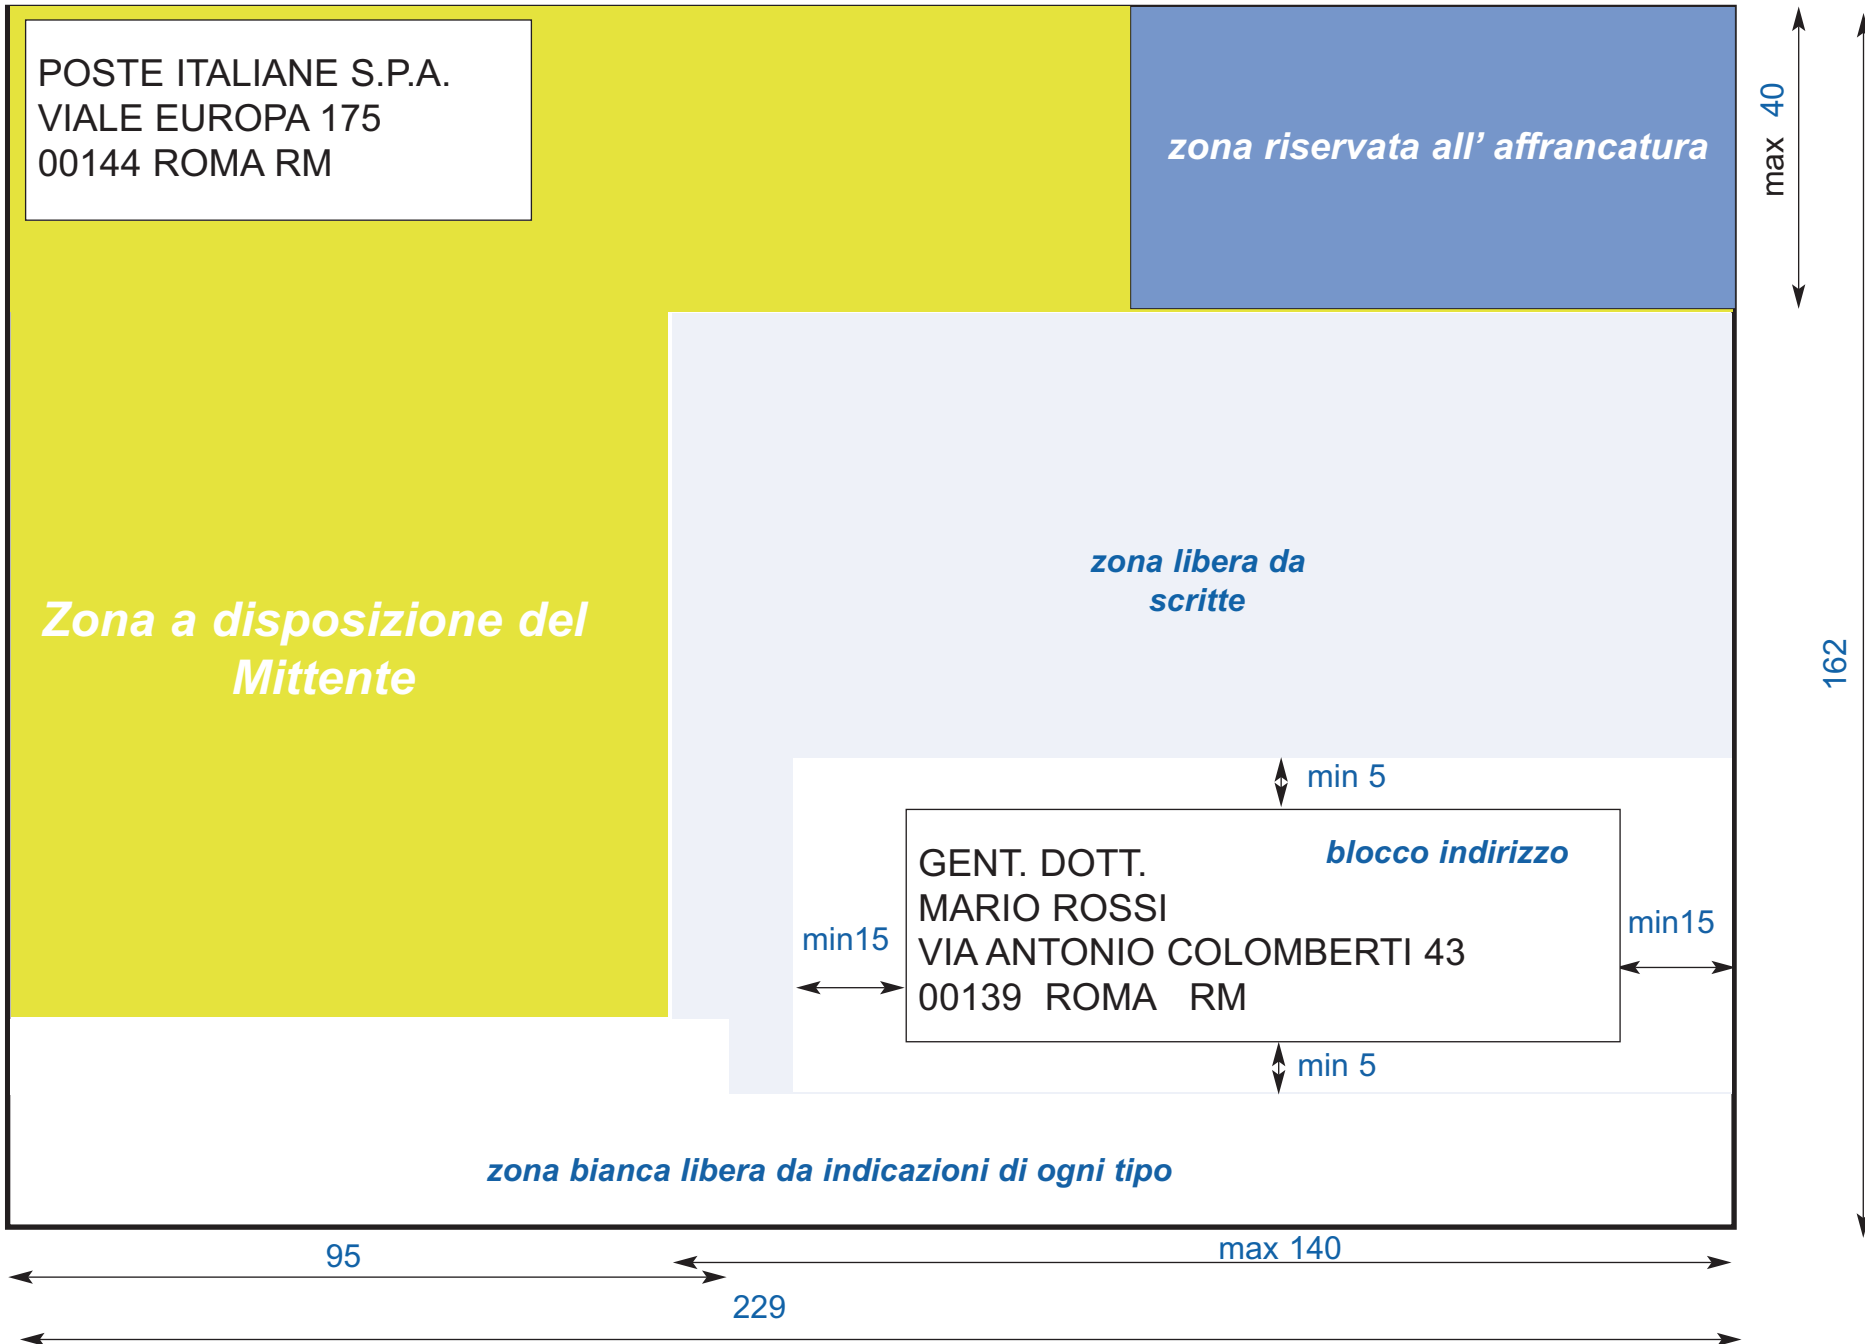 POSTE ITALIANE S.P.A.
VIALE EUROPA 175
00144 ROMA RM
zona riservata all’ affrancatura
max 40
zona libera da
scritte
Zona a disposizione del
Mittente
162
min 5
blocco indirizzo
GENT. DOTT.
MARIO ROSSI
VIA ANTONIO COLOMBERTI 43
00139 ROMA RM
min15
min15
min 5
zona bianca libera da indicazioni di ogni tipo
95
max 140
229